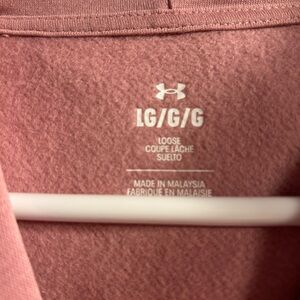 LG/G/G
LOOSE
COUPE LÂCHE
SUELTO
MADE IN MALAYSIA
FABRIQUÉ EN MALAISIE